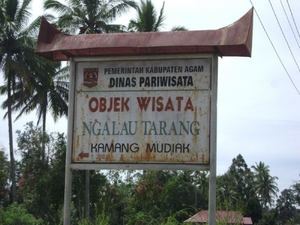 PEMERINTAH KABUPATEN AGAM
DINAS PARIWISATA
OBJEK WISATA
NGALAU TARANG
KAMANG MUDIAK